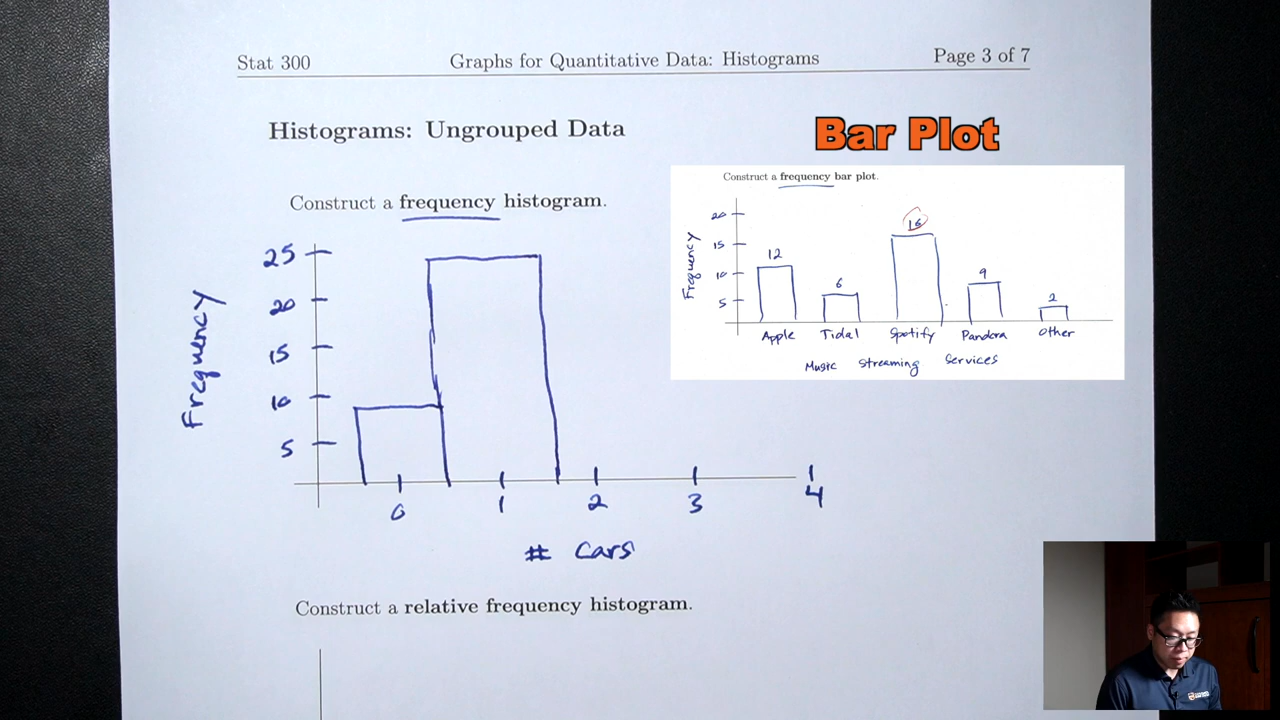 Stat 300 Graphs for Quantitative Data: Histograms Page 3 of 7
Histograms: Ungrouped Data
Bar Plot
Construct a frequency bar plot.
20
15
10
5
Frequency
12
6
16
9
2
Apple Tidal Spotify Pandora Other
Music Streaming Services
Construct a frequency histogram.
25
20
15
10
5
Frequency
0 1 2 3 4
# Cars
Construct a relative frequency histogram.